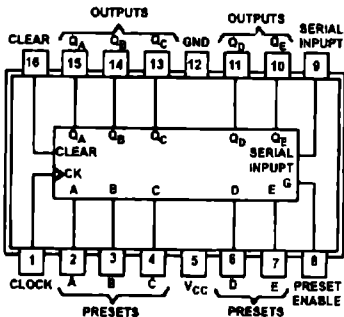 OUTPUTS OUTPUTS
CLEAR QA QB QC GND QD QE SERIAL INPUPT
16 15 14 13 12 11 10 9
QA QB QC QD QE
CLEAR SERIAL INPUPT
CK G
A B C D E
1 2 3 4 5 6 7 8
CLOCK A B C VCC D E PRESET ENABLE
PRESETS PRESETS